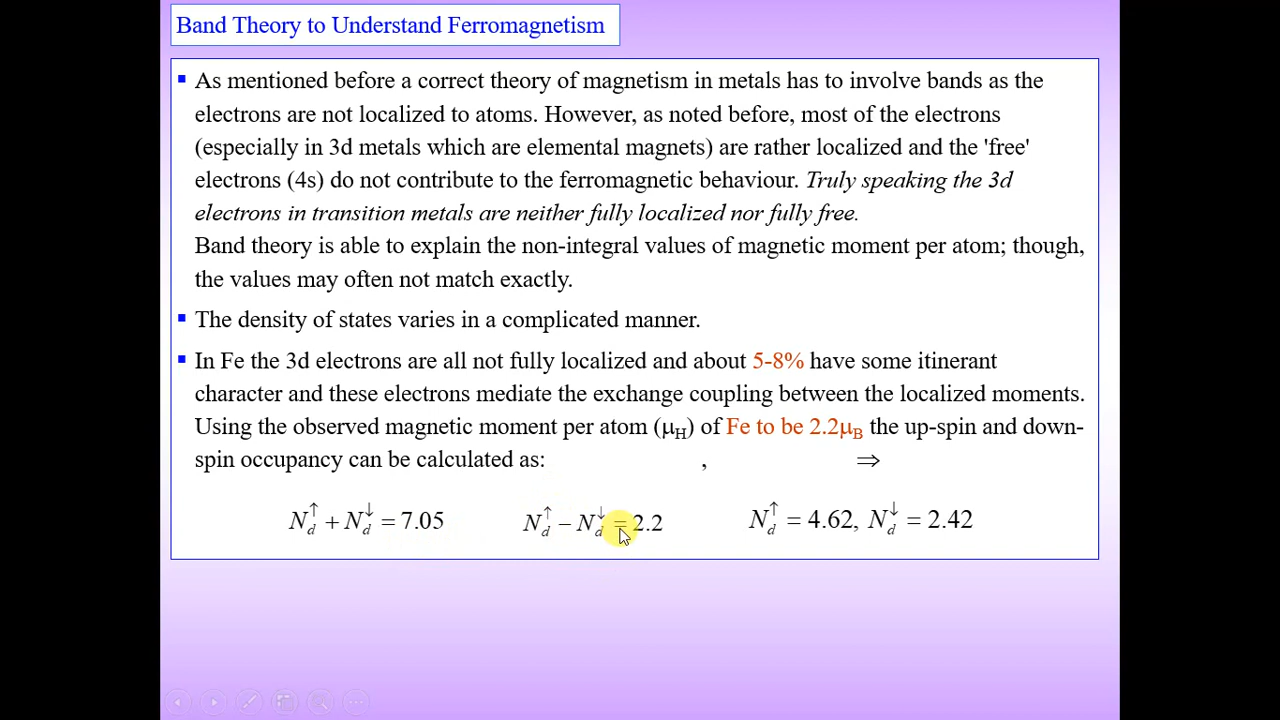 Band Theory to Understand Ferromagnetism
▪ As mentioned before a correct theory of magnetism in metals has to involve bands as the
electrons are not localized to atoms. However, as noted before, most of the electrons
(especially in 3d metals which are elemental magnets) are rather localized and the 'free'
electrons (4s) do not contribute to the ferromagnetic behaviour. Truly speaking the 3d
electrons in transition metals are neither fully localized nor fully free.
Band theory is able to explain the non-integral values of magnetic moment per atom; though,
the values may often not match exactly.
▪ The density of states varies in a complicated manner.
▪ In Fe the 3d electrons are all not fully localized and about 5-8% have some itinerant
character and these electrons mediate the exchange coupling between the localized moments.
Using the observed magnetic moment per atom (μ_H) of Fe to be 2.2μ_B the up-spin and down-
spin occupancy can be calculated as: , ⇒
N_d^↑ + N_d^↓ = 7.05 N_d^↑ − N_d^↓ = 2.2 N_d^↑ = 4.62, N_d^↓ = 2.42